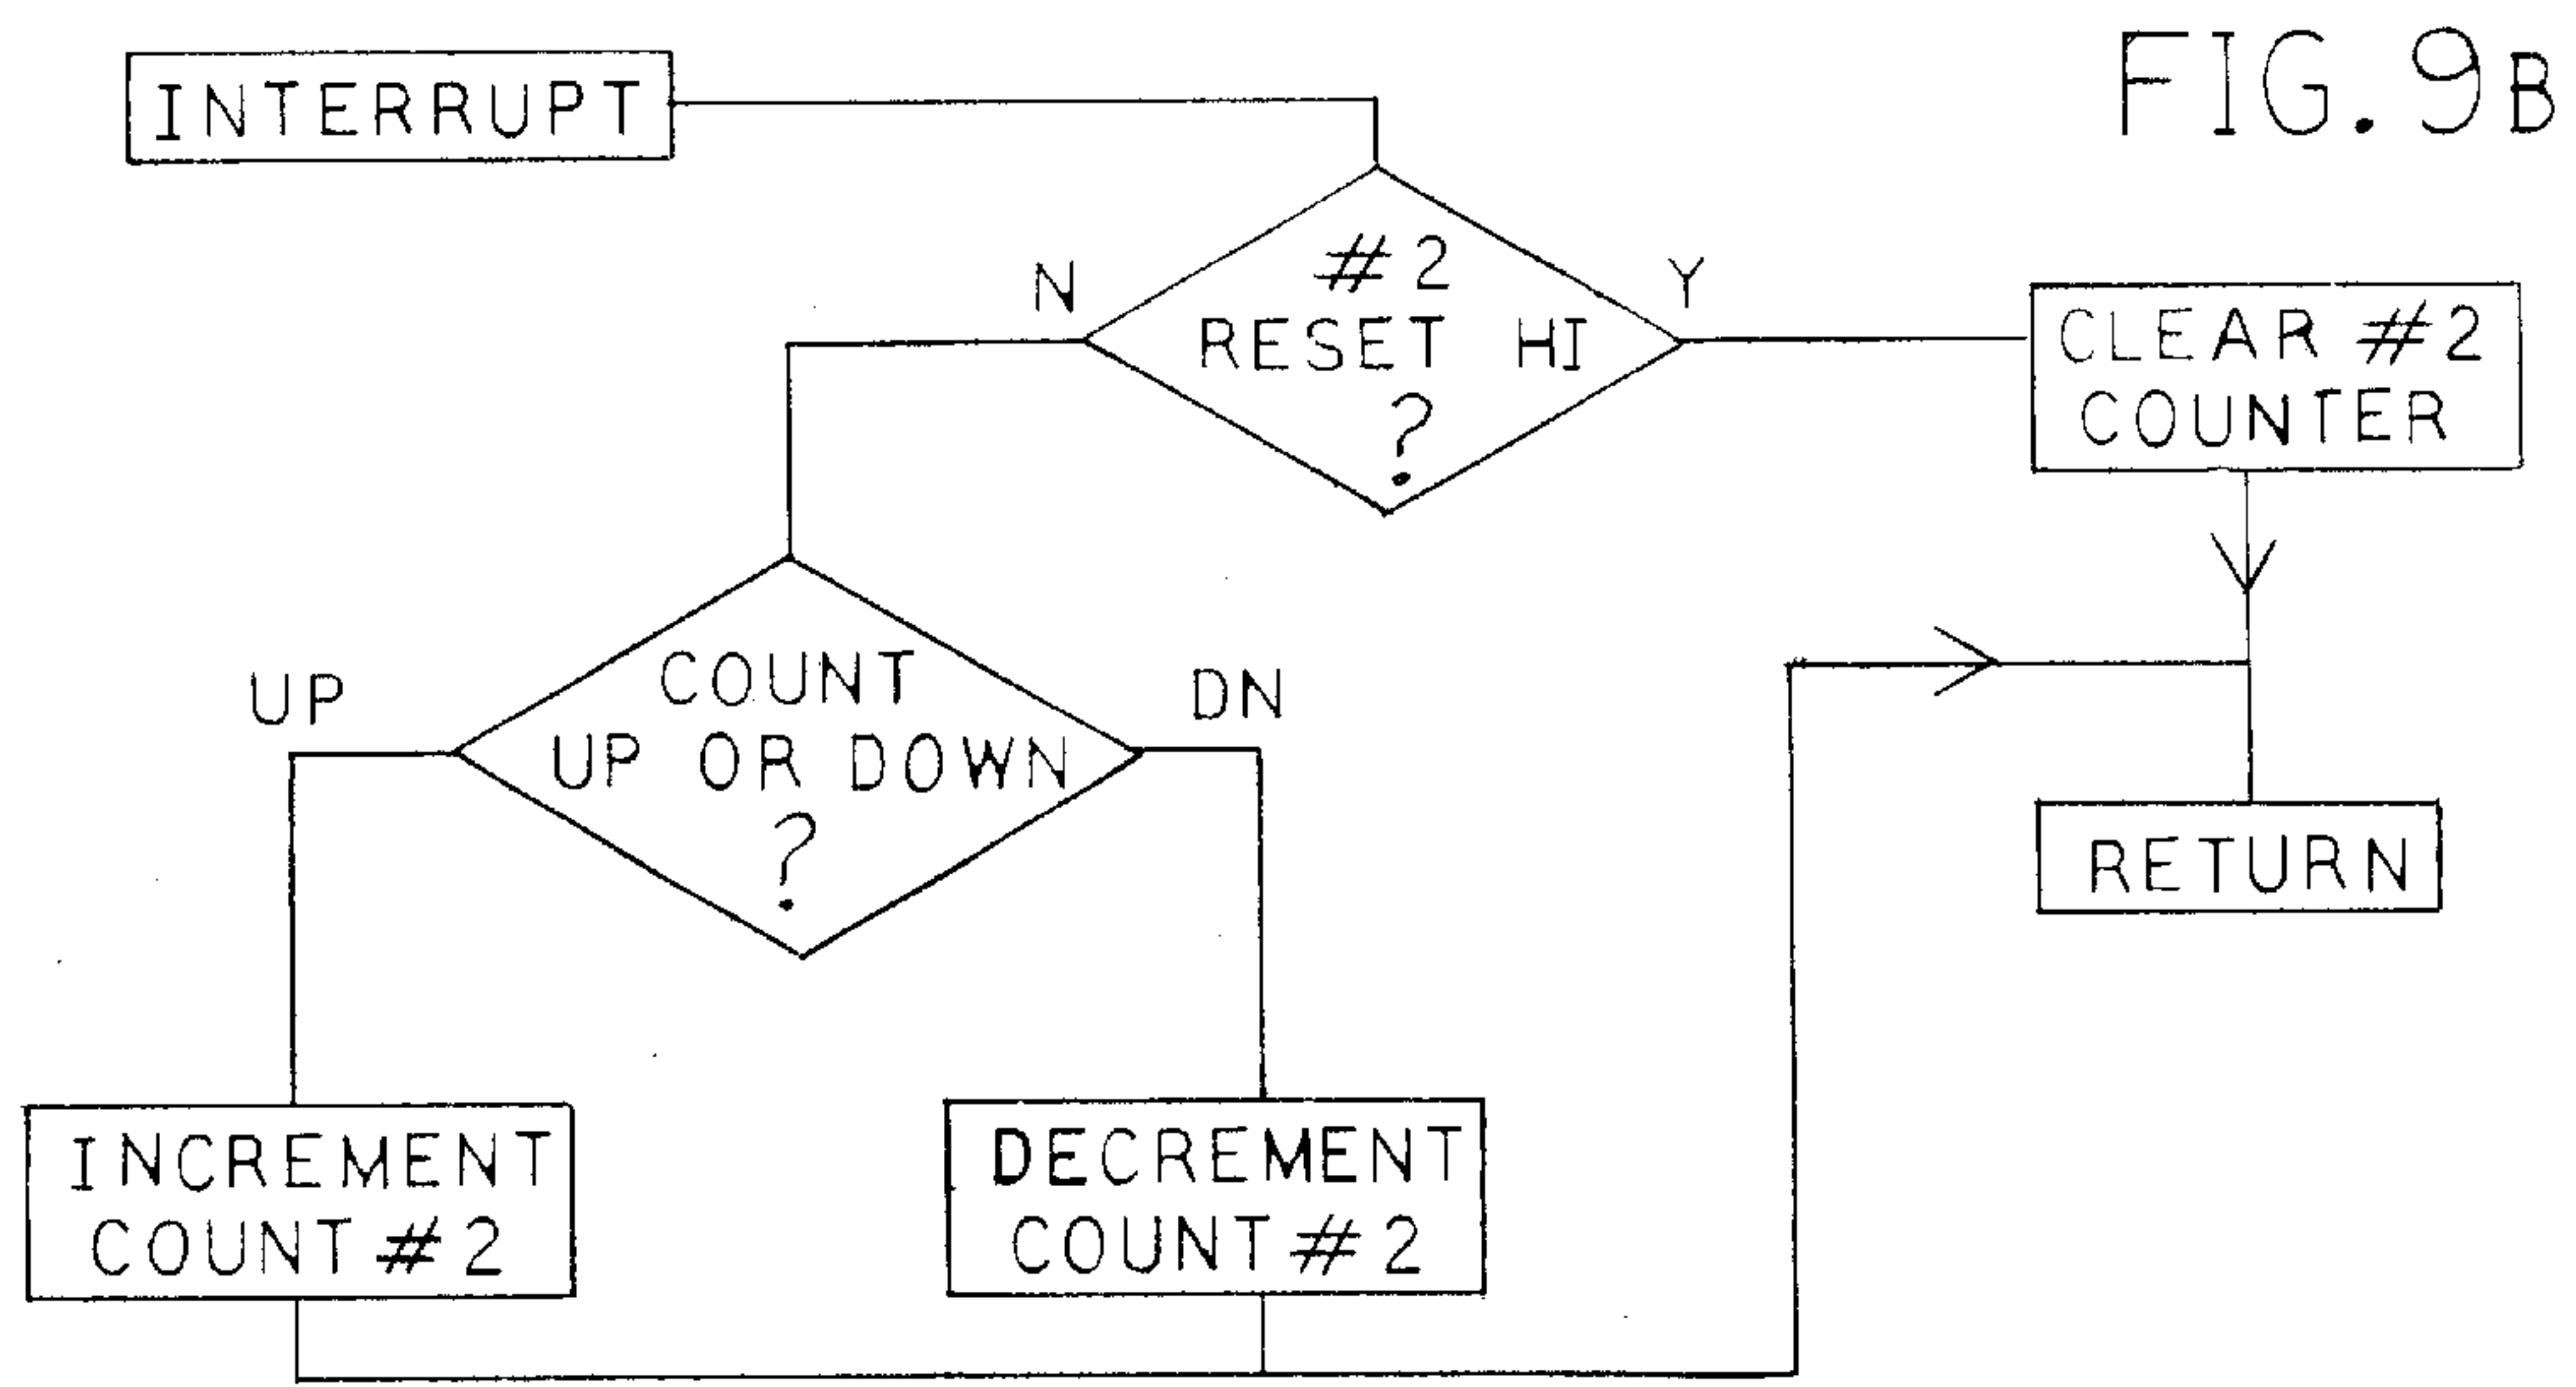 FIG. 9B
INTERRUPT
#2
RESET HI
?
N
Y
CLEAR #2
COUNTER
COUNT
UP OR DOWN
?
UP
DN
RETURN
INCREMENT
COUNT #2
DECREMENT
COUNT #2